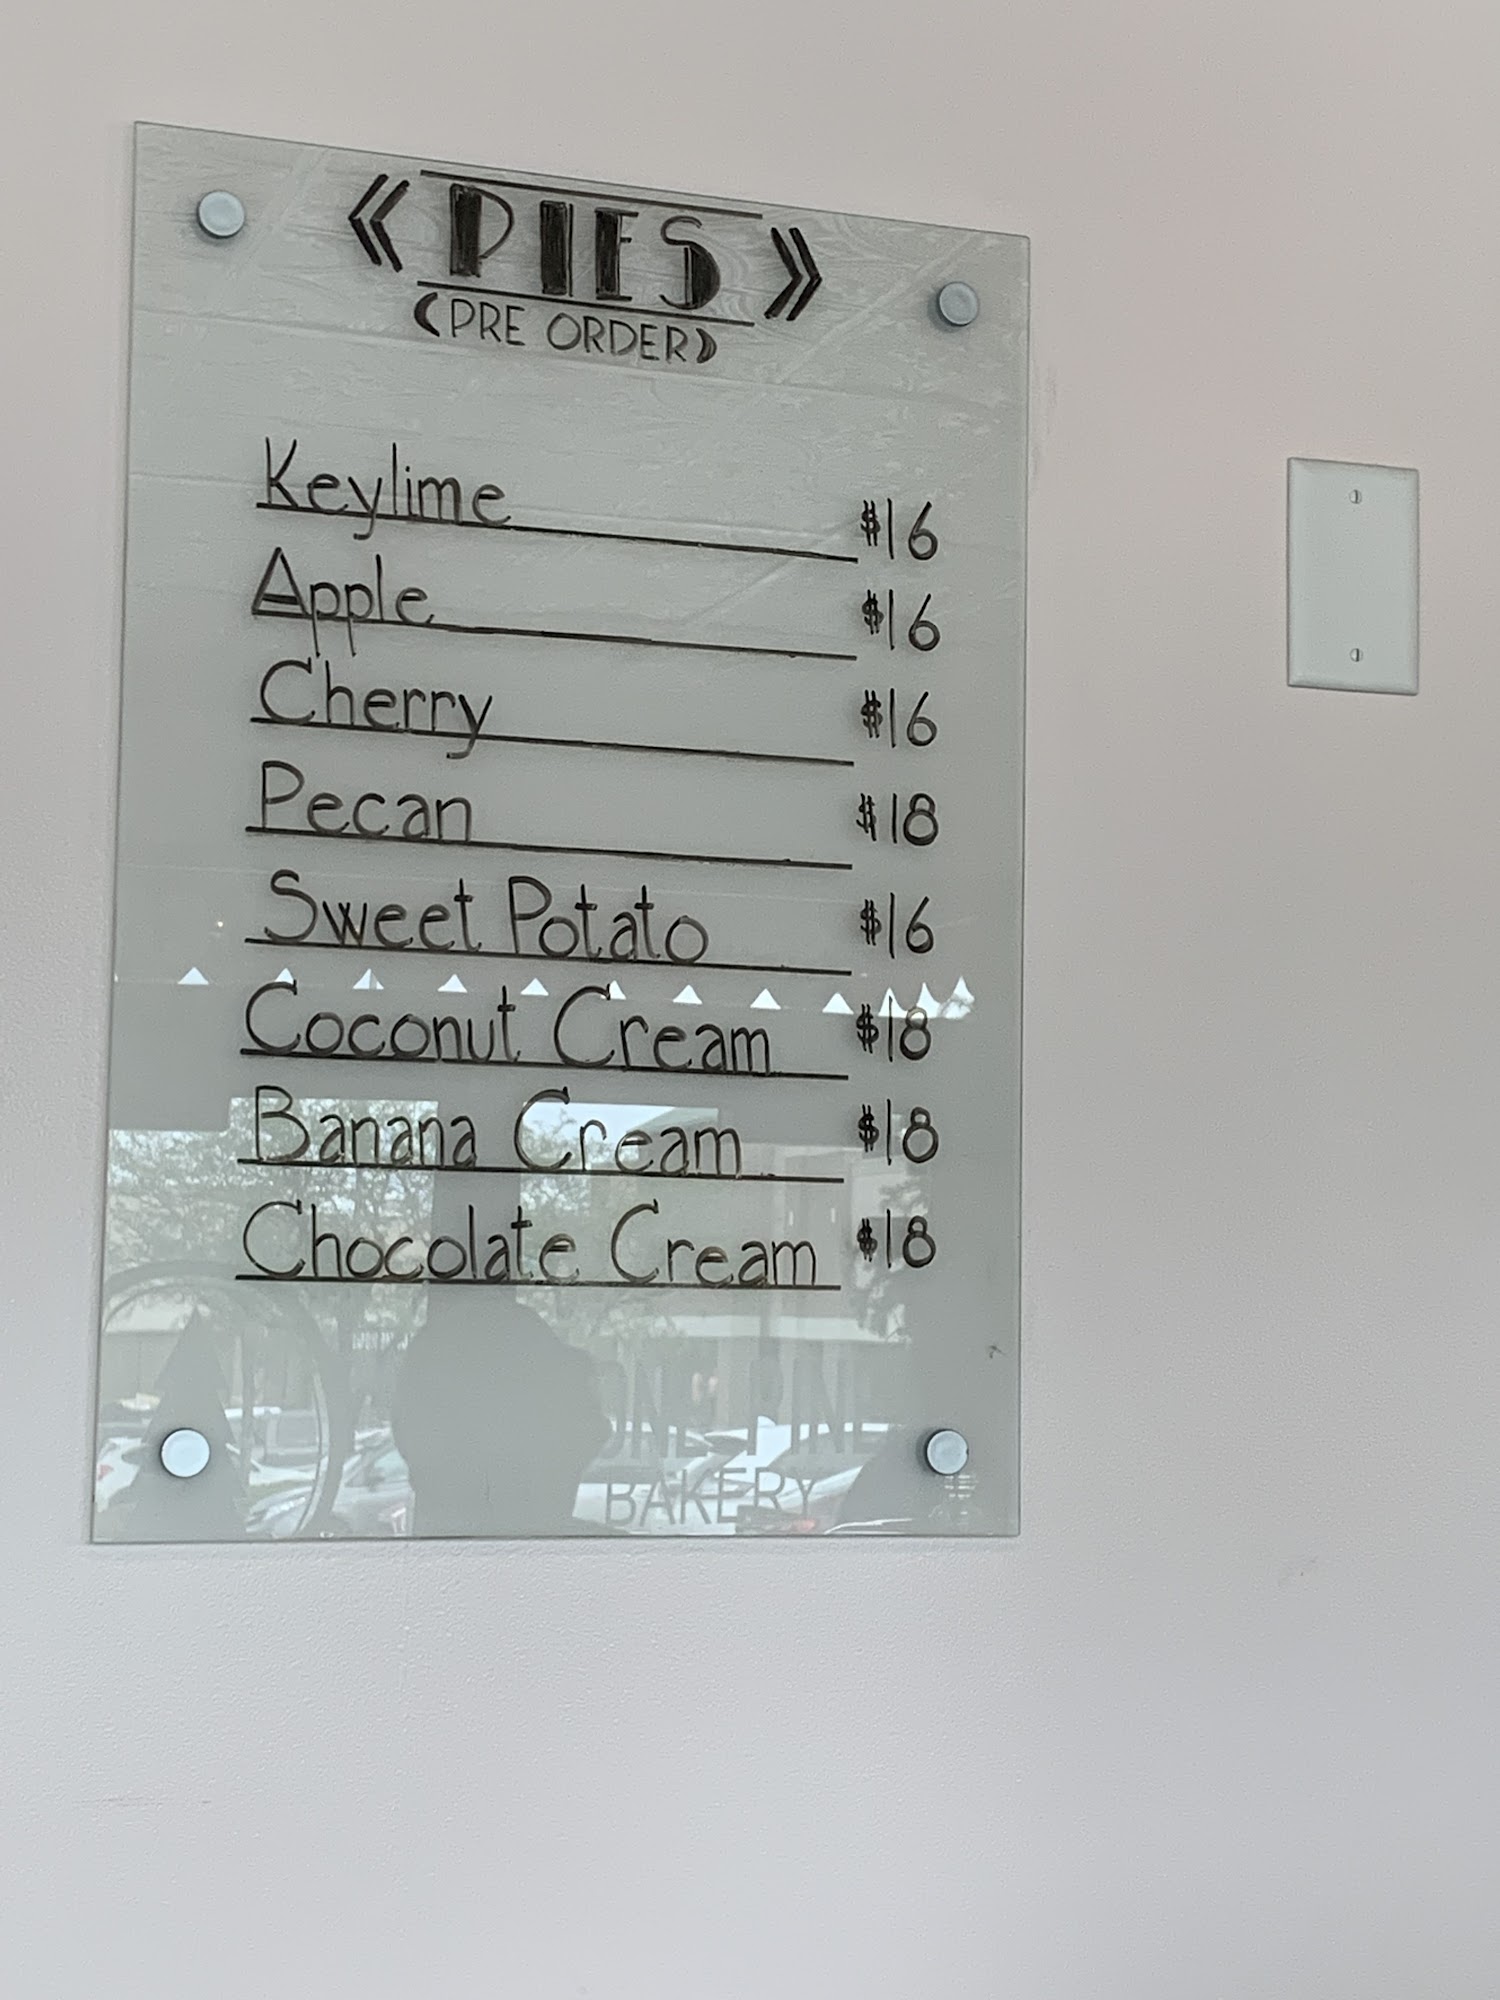 « PIES »
(PRE ORDER)
Keylime $16
Apple $16
Cherry $16
Pecan $18
Sweet Potato $16
Coconut Cream $18
Banana Cream $18
Chocolate Cream $18
BAKERY